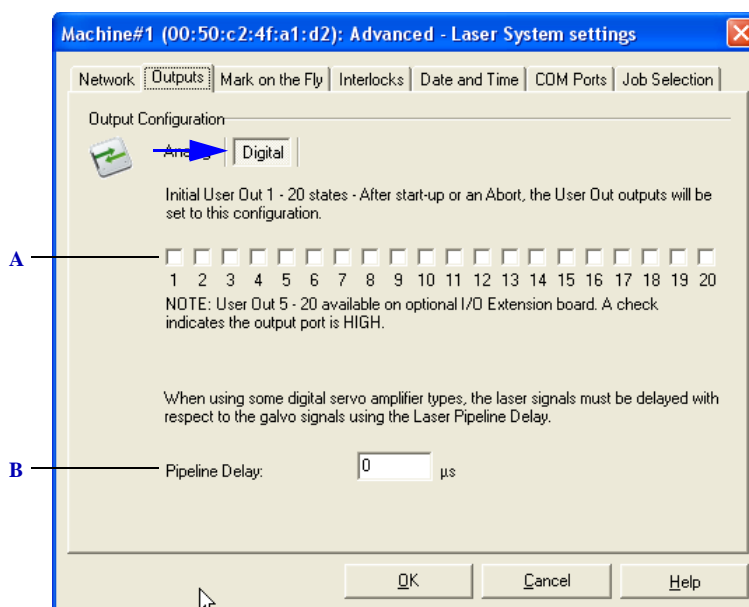 Machine#1 (00:50:c2:4f:a1:d2): Advanced - Laser System settings
Network Outputs Mark on the Fly Interlocks Date and Time COM Ports Job Selection
Output Configuration
Digital
Initial User Out 1 - 20 states - After start-up or an Abort, the User Out outputs will be
set to this configuration.
A
1 2 3 4 5 6 7 8 9 10 11 12 13 14 15 16 17 18 19 20
NOTE: User Out 5 - 20 available on optional I/O Extension board. A check
indicates the output port is HIGH.
When using some digital servo amplifier types, the laser signals must be delayed with
respect to the galvo signals using the Laser Pipeline Delay.
B
Pipeline Delay: 0 µs
OK Cancel Help